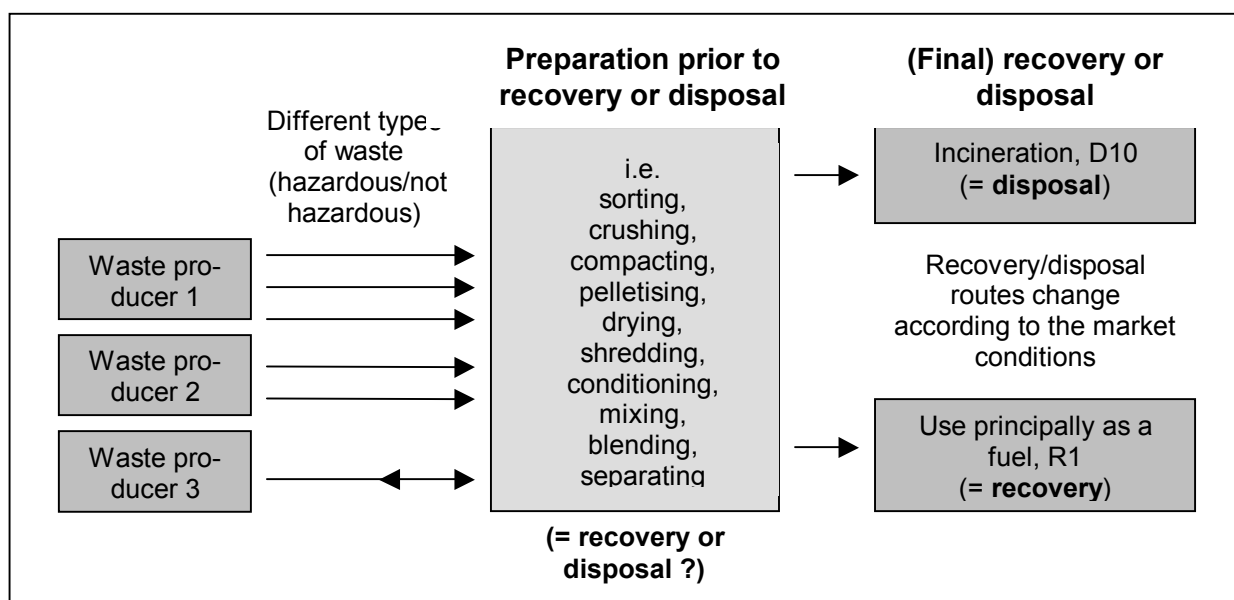 Different types
of waste
(hazardous/not
hazardous)
Waste pro-
ducer 1
Waste pro-
ducer 2
Waste pro-
ducer 3
Preparation prior to
recovery or disposal
i.e.
sorting,
crushing,
compacting,
pelletising,
drying,
shredding,
conditioning,
mixing,
blending,
separating
(= recovery or
disposal ?)
(Final) recovery or
disposal
Incineration, D10
(= disposal)
Recovery/disposal
routes change
according to the market
conditions
Use principally as a
fuel, R1
(= recovery)